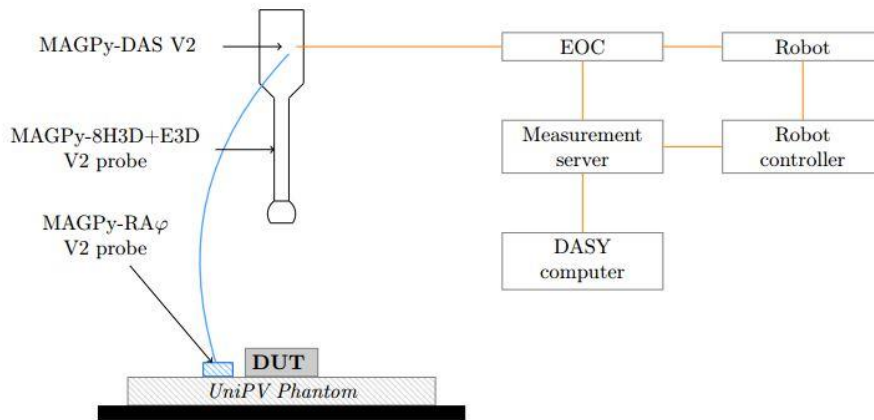 MAGPy-DAS V2
EOC
Robot
MAGPy-8H3D+E3D
V2 probe
Measurement
server
Robot
controller
MAGPy-RAφ
V2 probe
DASY
computer
DUT
UniPV Phantom